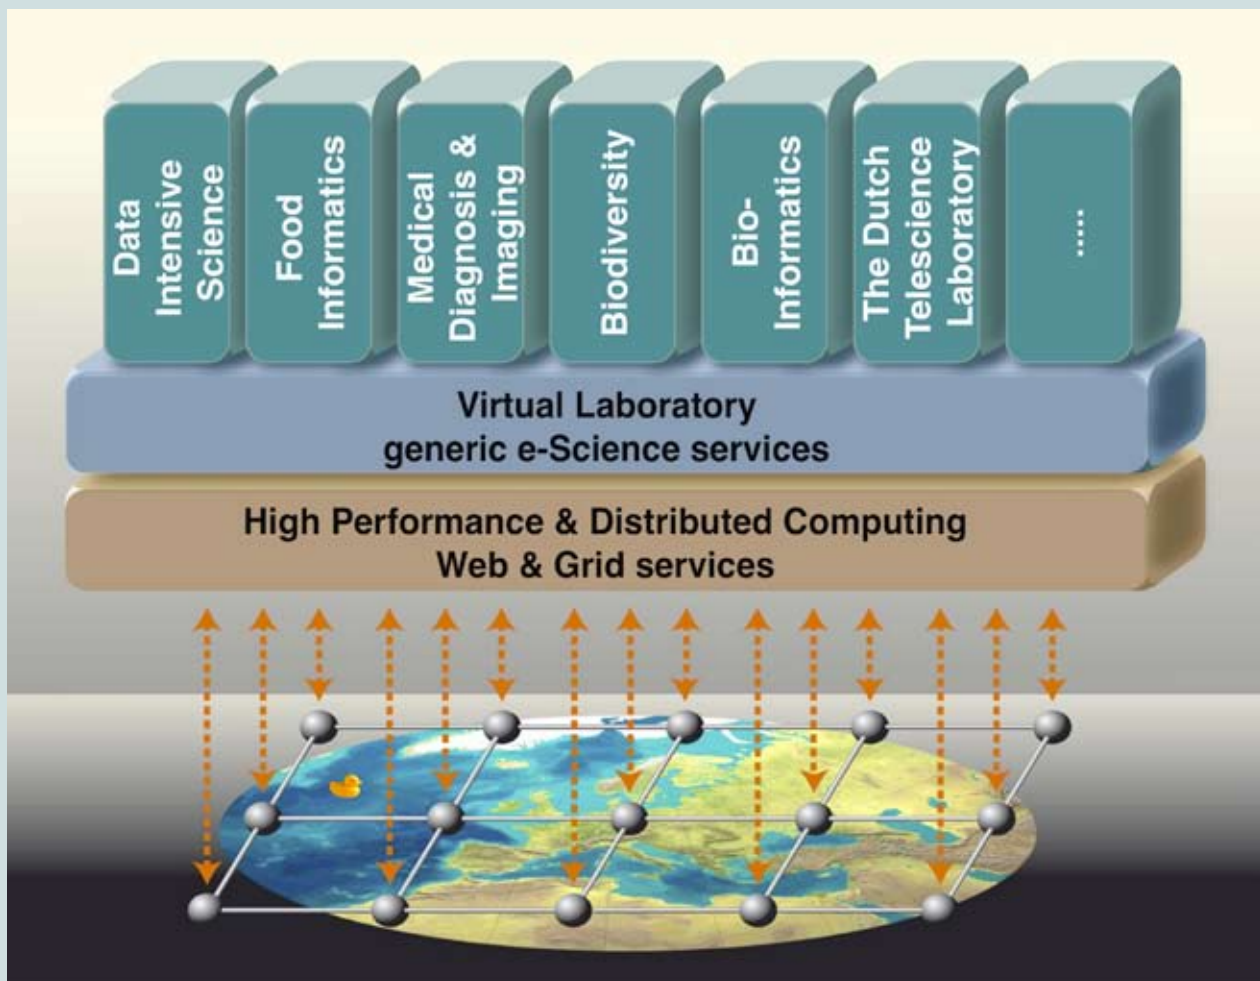 Data
Intensive
Science
Food
Informatics
Medical
Diagnosis &
Imaging
Biodiversity
Bio-
Informatics
The Dutch
Telescience
Laboratory
.....
Virtual Laboratory
generic e-Science services
High Performance & Distributed Computing
Web & Grid services